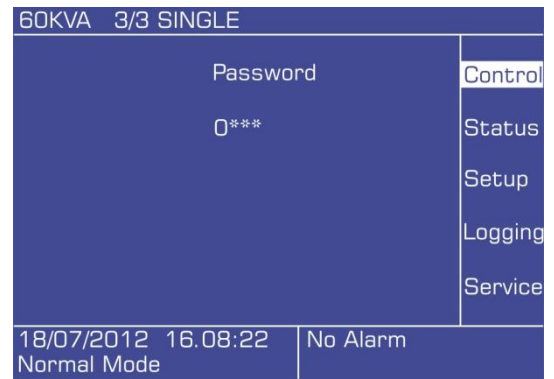 60KVA 3/3 SINGLE
Password
0***
Control
Status
Setup
Logging
Service
18/07/2012 16.08:22
Normal Mode
No Alarm